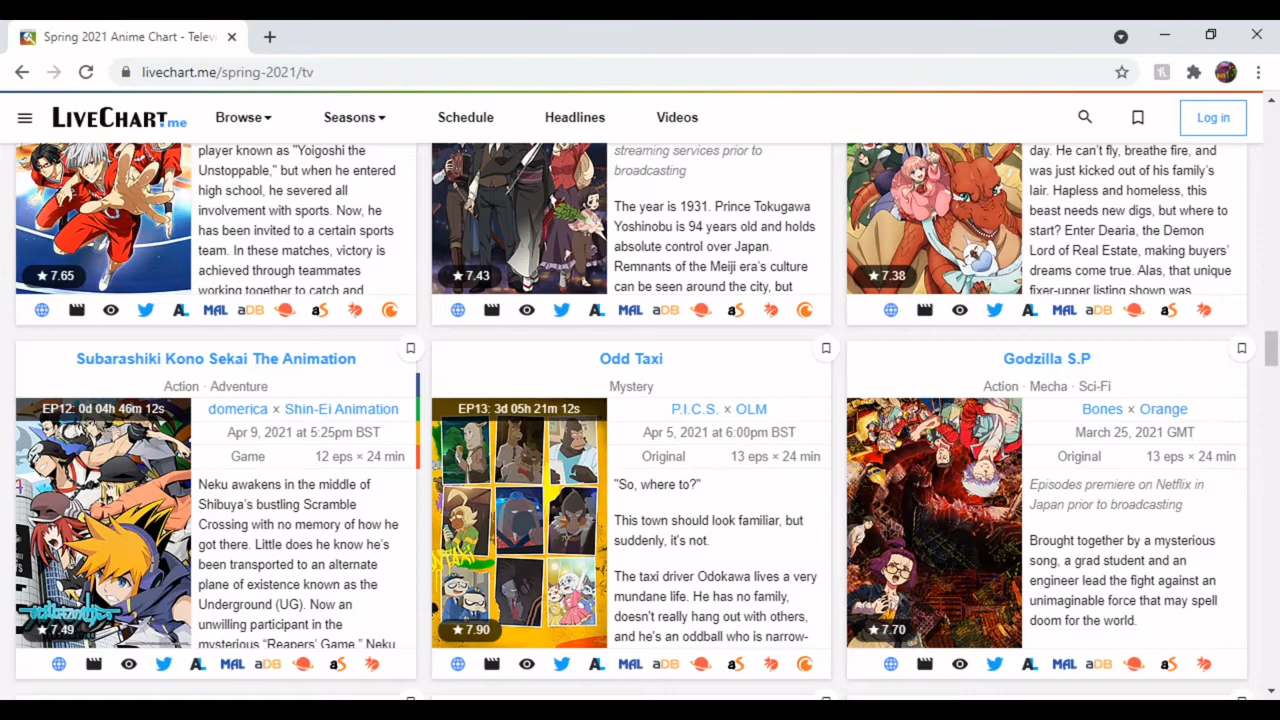 Spring 2021 Anime Chart - Telev
livechart.me/spring-2021/tv
LIVECHART.me
Browse
Seasons
Schedule
Headlines
Videos
Log in
player known as "Yoigoshi the
Unstoppable," but when he entered
high school, he severed all
involvement with sports. Now, he
has been invited to a certain sports
team. In these matches, victory is
achieved through teammates
working together to catch and
7.65
MAL aDB aS
streaming services prior to
broadcasting
The year is 1931. Prince Tokugawa
Yoshinobu is 94 years old and holds
absolute control over Japan.
Remnants of the Meiji era's culture
can be seen around the city, but
7.43
MAL aDB aS
day. He can't fly, breathe fire, and
was just kicked out of his family's
lair. Hapless and homeless, this
beast needs new digs, but where to
start? Enter Dearia, the Demon
Lord of Real Estate, making buyers'
dreams come true. Alas, that unique
fixer-upper listing shown was
7.38
MAL aDB aS
Subarashiki Kono Sekai The Animation
Action · Adventure
EP12: 0d 04h 46m 12s
domerica × Shin-Ei Animation
Apr 9, 2021 at 5:25pm BST
Game 12 eps × 24 min
Neku awakens in the middle of
Shibuya's bustling Scramble
Crossing with no memory of how he
got there. Little does he know he's
been transported to an alternate
plane of existence known as the
Underground (UG). Now an
unwilling participant in the
mysterious "Reapers' Game," Neku
7.49
MAL aDB aS
Odd Taxi
Mystery
EP13: 3d 05h 21m 12s
P.I.C.S. × OLM
Apr 5, 2021 at 6:00pm BST
Original 13 eps × 24 min
"So, where to?"
This town should look familiar, but
suddenly, it's not.
The taxi driver Odokawa lives a very
mundane life. He has no family,
doesn't really hang out with others,
and he's an oddball who is narrow-
7.90
MAL aDB aS
Godzilla S.P
Action · Mecha · Sci-Fi
Bones × Orange
March 25, 2021 GMT
Original 13 eps × 24 min
Episodes premiere on Netflix in
Japan prior to broadcasting
Brought together by a mysterious
song, a grad student and an
engineer lead the fight against an
unimaginable force that may spell
doom for the world.
7.70
MAL aDB aS